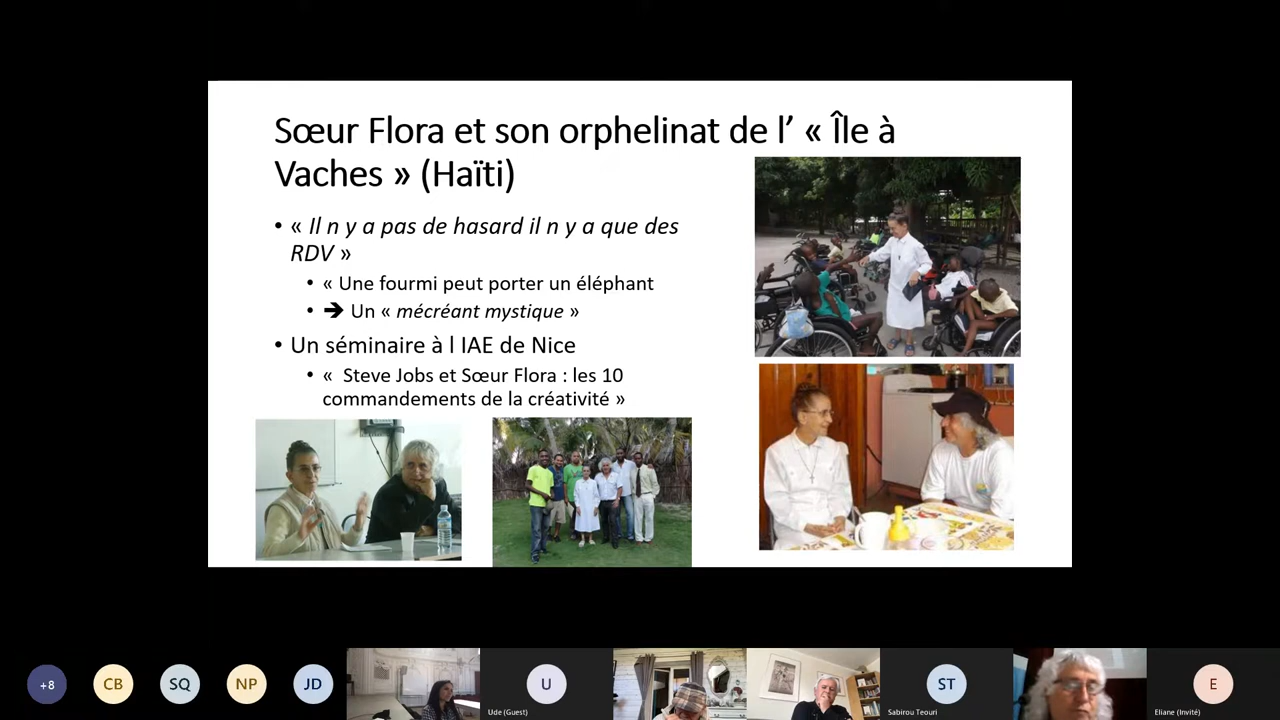 Sœur Flora et son orphelinat de l’ « Île à
Vaches » (Haïti)
• « Il n y a pas de hasard il n y a que des
RDV »
• « Une fourmi peut porter un éléphant
• ➔ Un « mécréant mystique »
• Un séminaire à l IAE de Nice
• «  Steve Jobs et Sœur Flora : les 10
commandements de la créativité »
+8
CB
SQ
NP
JD
U
Ude (Guest)
ST
Sabirou Teouri
E
Eliane (Invité)